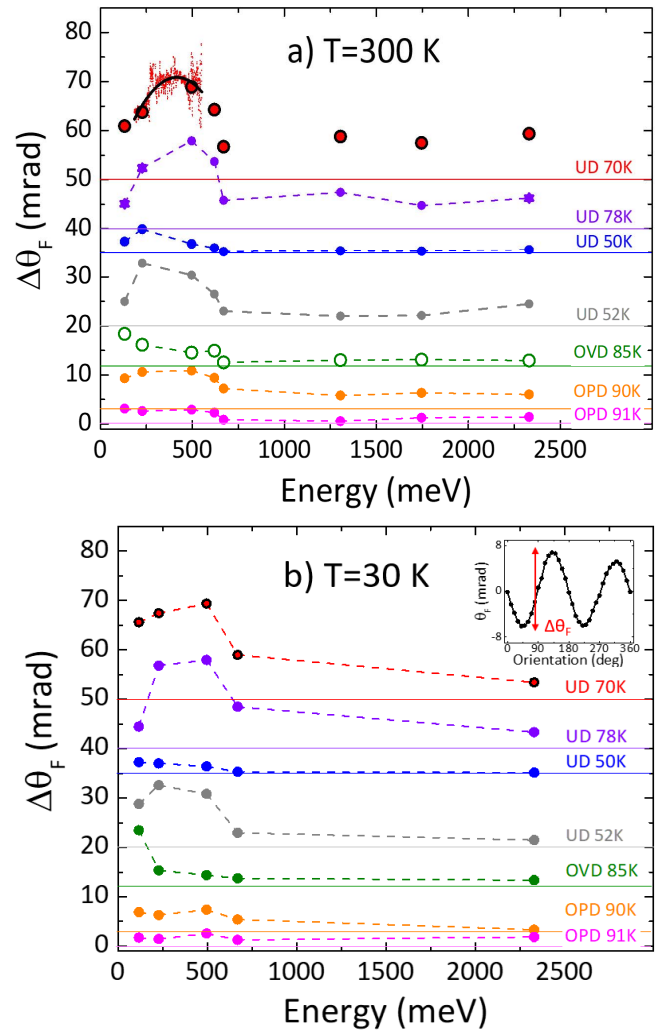 a) T=300 K
85
80
70
60
50
40
30
20
10
0
ΔθF (mrad)
UD 70K
UD 78K
UD 50K
UD 52K
OVD 85K
OPD 90K
OPD 91K
0 500 1000 1500 2000 2500
Energy (meV)
b) T=30 K
80
70
60
50
40
30
20
10
0
ΔθF (mrad)
8
0
-8
θF (mrad)
ΔθF
0 90 180 270 360
Orientation (deg)
UD 70K
UD 78K
UD 50K
UD 52K
OVD 85K
OPD 90K
OPD 91K
0 500 1000 1500 2000 2500
Energy (meV)